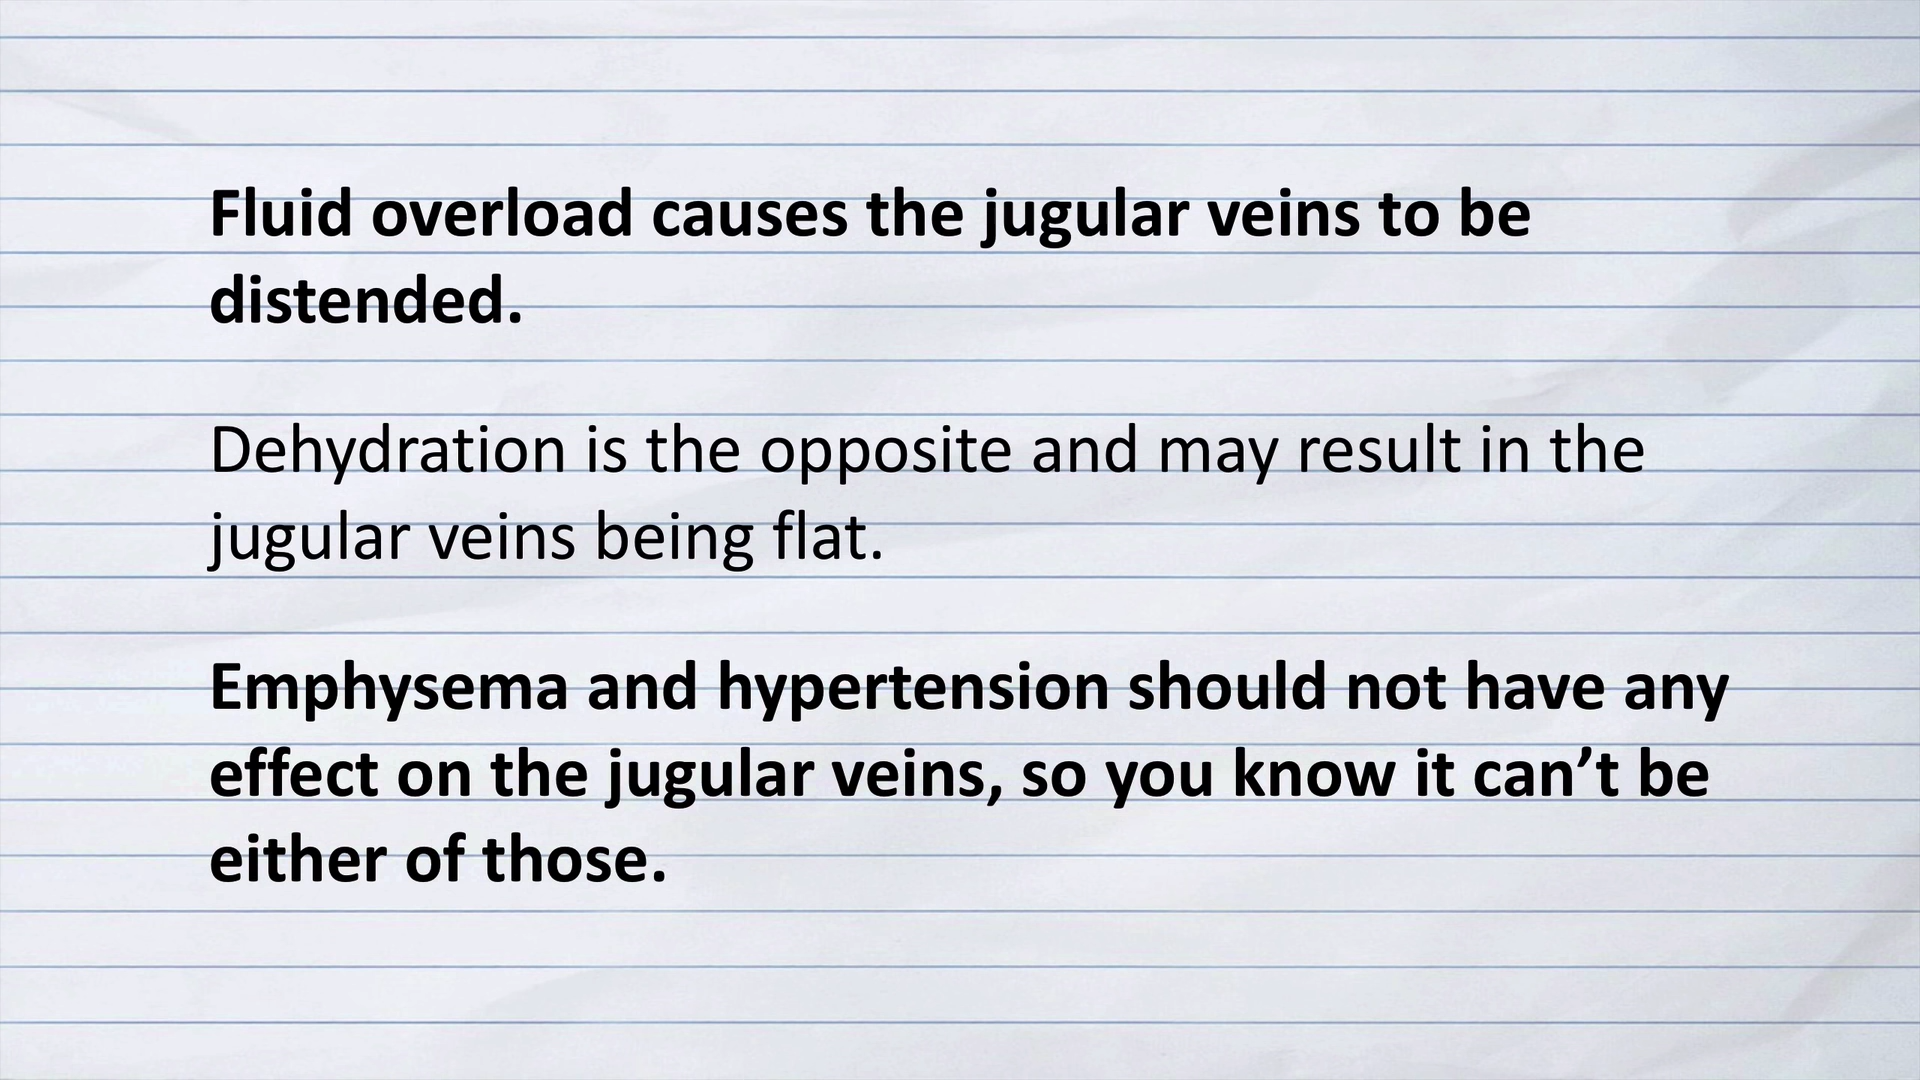 Fluid overload causes the jugular veins to be
distended.
Dehydration is the opposite and may result in the
jugular veins being flat.
Emphysema and hypertension should not have any
effect on the jugular veins, so you know it can’t be
either of those.